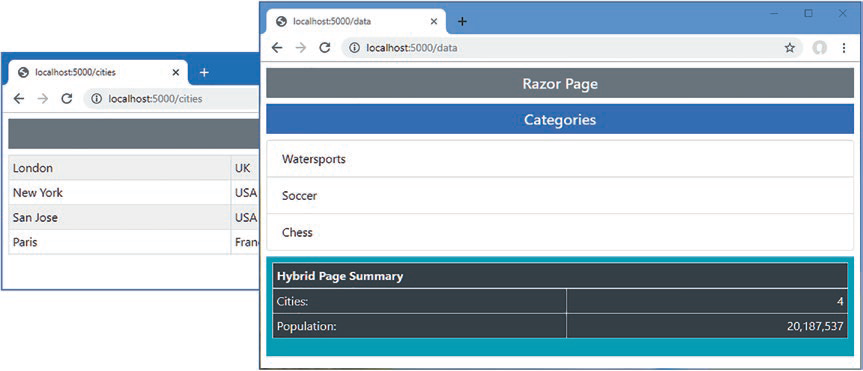 localhost:5000/cities
localhost:5000/cities
London UK
New York USA
San Jose USA
Paris
localhost:5000/data
localhost:5000/data
Razor Page
Categories
Watersports
Soccer
Chess
Hybrid Page Summary
Cities: 4
Population: 20,187,537